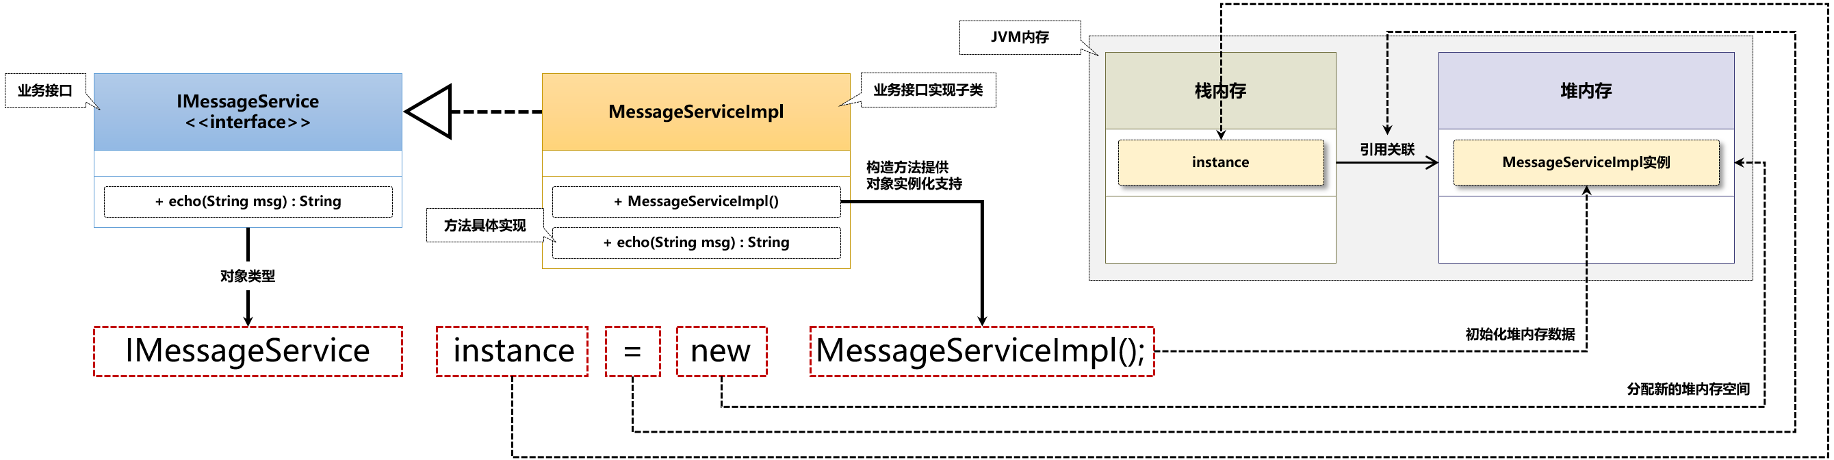 业务接口
IMessageService
<<interface>>
+ echo(String msg) : String
对象类型
MessageServiceImpl
业务接口实现子类
构造方法提供
对象实例化支持
+ MessageServiceImpl()
方法具体实现
+ echo(String msg) : String
JVM内存
栈内存
instance
引用关联
堆内存
MessageServiceImpl实例
IMessageService instance = new MessageServiceImpl();
初始化堆内存数据
分配新的堆内存空间